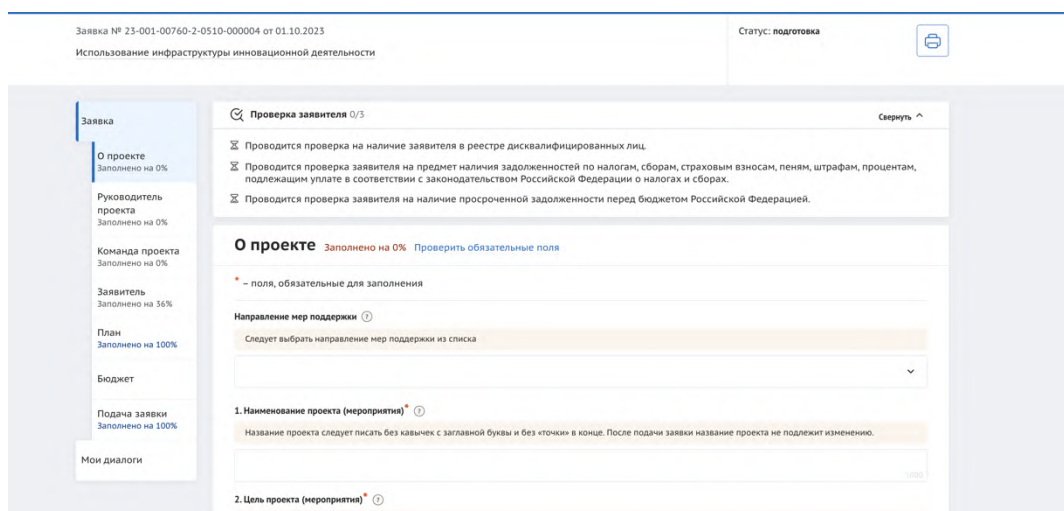 Заявка № 23-001-00760-2-0510-000004 от 01.10.2023
Использование инфраструктуры инновационной деятельности
Статус: подготовка
Заявка
О проекте
Заполнено на 0%
Руководитель
проекта
Заполнено на 0%
Команда проекта
Заполнено на 0%
Заявитель
Заполнено на 36%
План
Заполнено на 100%
Бюджет
Подача заявки
Заполнено на 100%
Мои диалоги
Проверка заявителя 0/3
Свернуть
Проводится проверка на наличие заявителя в реестре дисквалифицированных лиц.
Проводится проверка заявителя на предмет наличия задолженностей по налогам, сборам, страховым взносам, пеням, штрафам, процентам,
подлежащим уплате в соответствии с законодательством Российской Федерации о налогах и сборах.
Проводится проверка заявителя на наличие просроченной задолженности перед бюджетом Российской Федерацией.
О проекте Заполнено на 0% Проверить обязательные поля
* – поля, обязательные для заполнения
Направление мер поддержки ?
Следует выбрать направление мер поддержки из списка
1. Наименование проекта (мероприятия)* ?
Название проекта следует писать без кавычек с заглавной буквы и без «точки» в конце. После подачи заявки название проекта не подлежит изменению.
2. Цель проекта (мероприятия)* ?